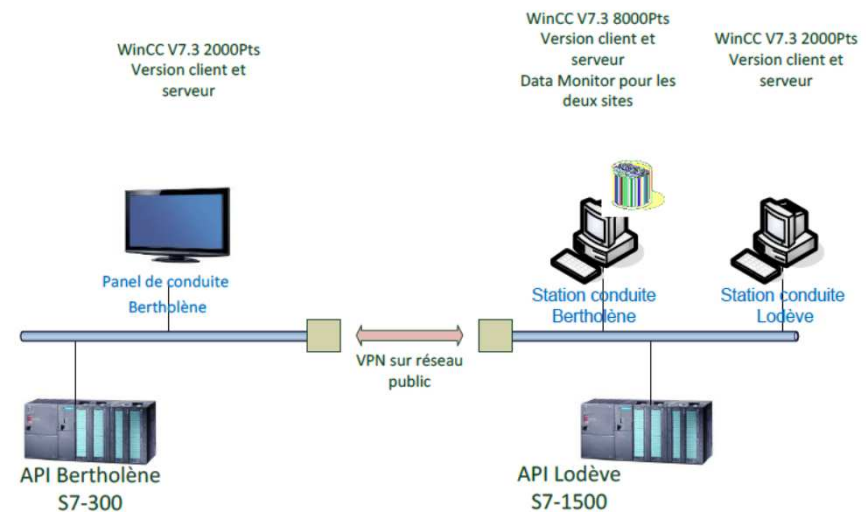 WinCC V7.3 2000Pts
Version client et
serveur
WinCC V7.3 8000Pts
Version client et
serveur
Data Monitor pour les
deux sites
WinCC V7.3 2000Pts
Version client et
serveur
Panel de conduite
Bertholène
Station conduite
Bertholène
Station conduite
Lodève
VPN sur réseau
public
API Bertholène
S7-300
API Lodève
S7-1500